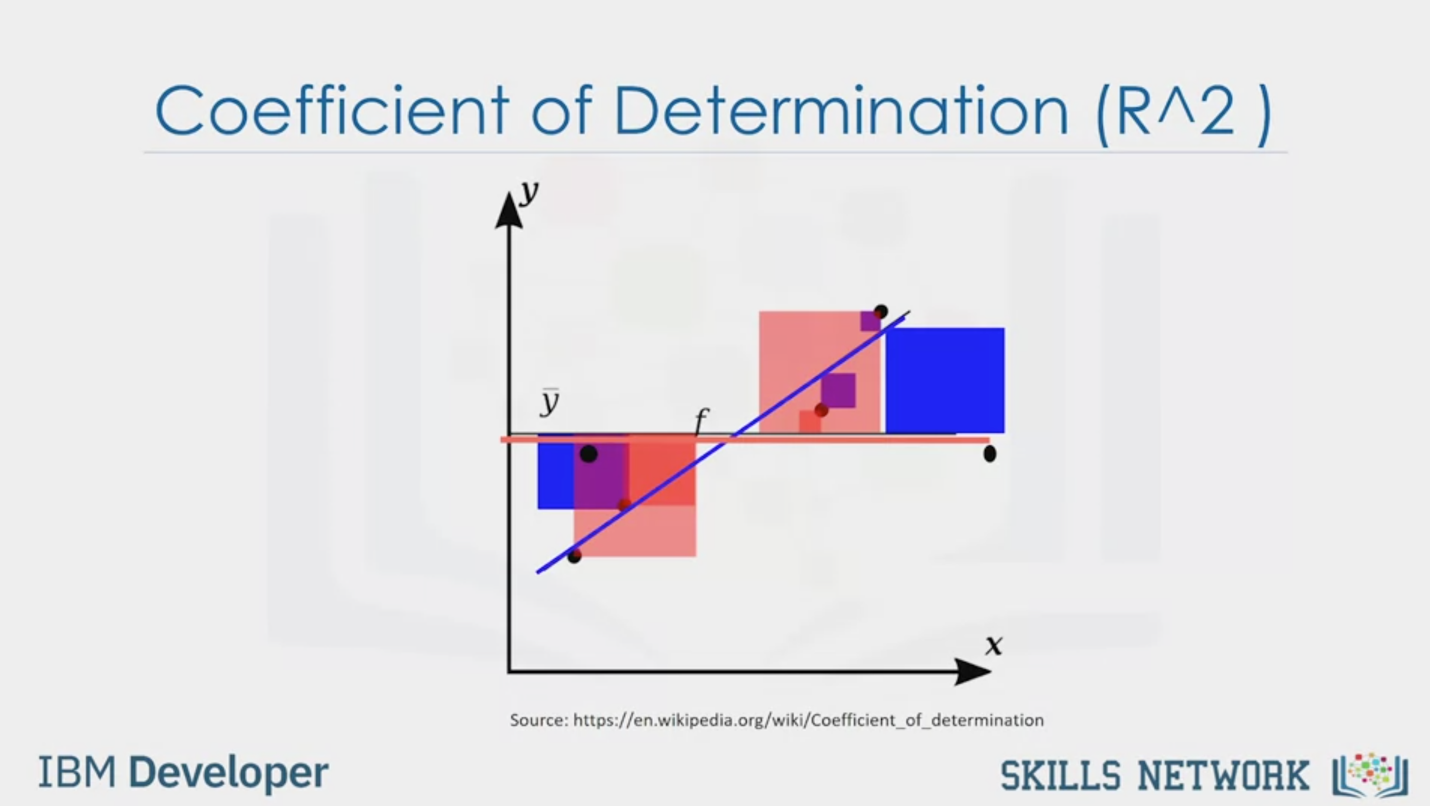 Coefficient of Determination (R^2 )
y
y̅
f
x
Source: https://en.wikipedia.org/wiki/Coefficient_of_determination
IBM Developer
SKILLS NETWORK